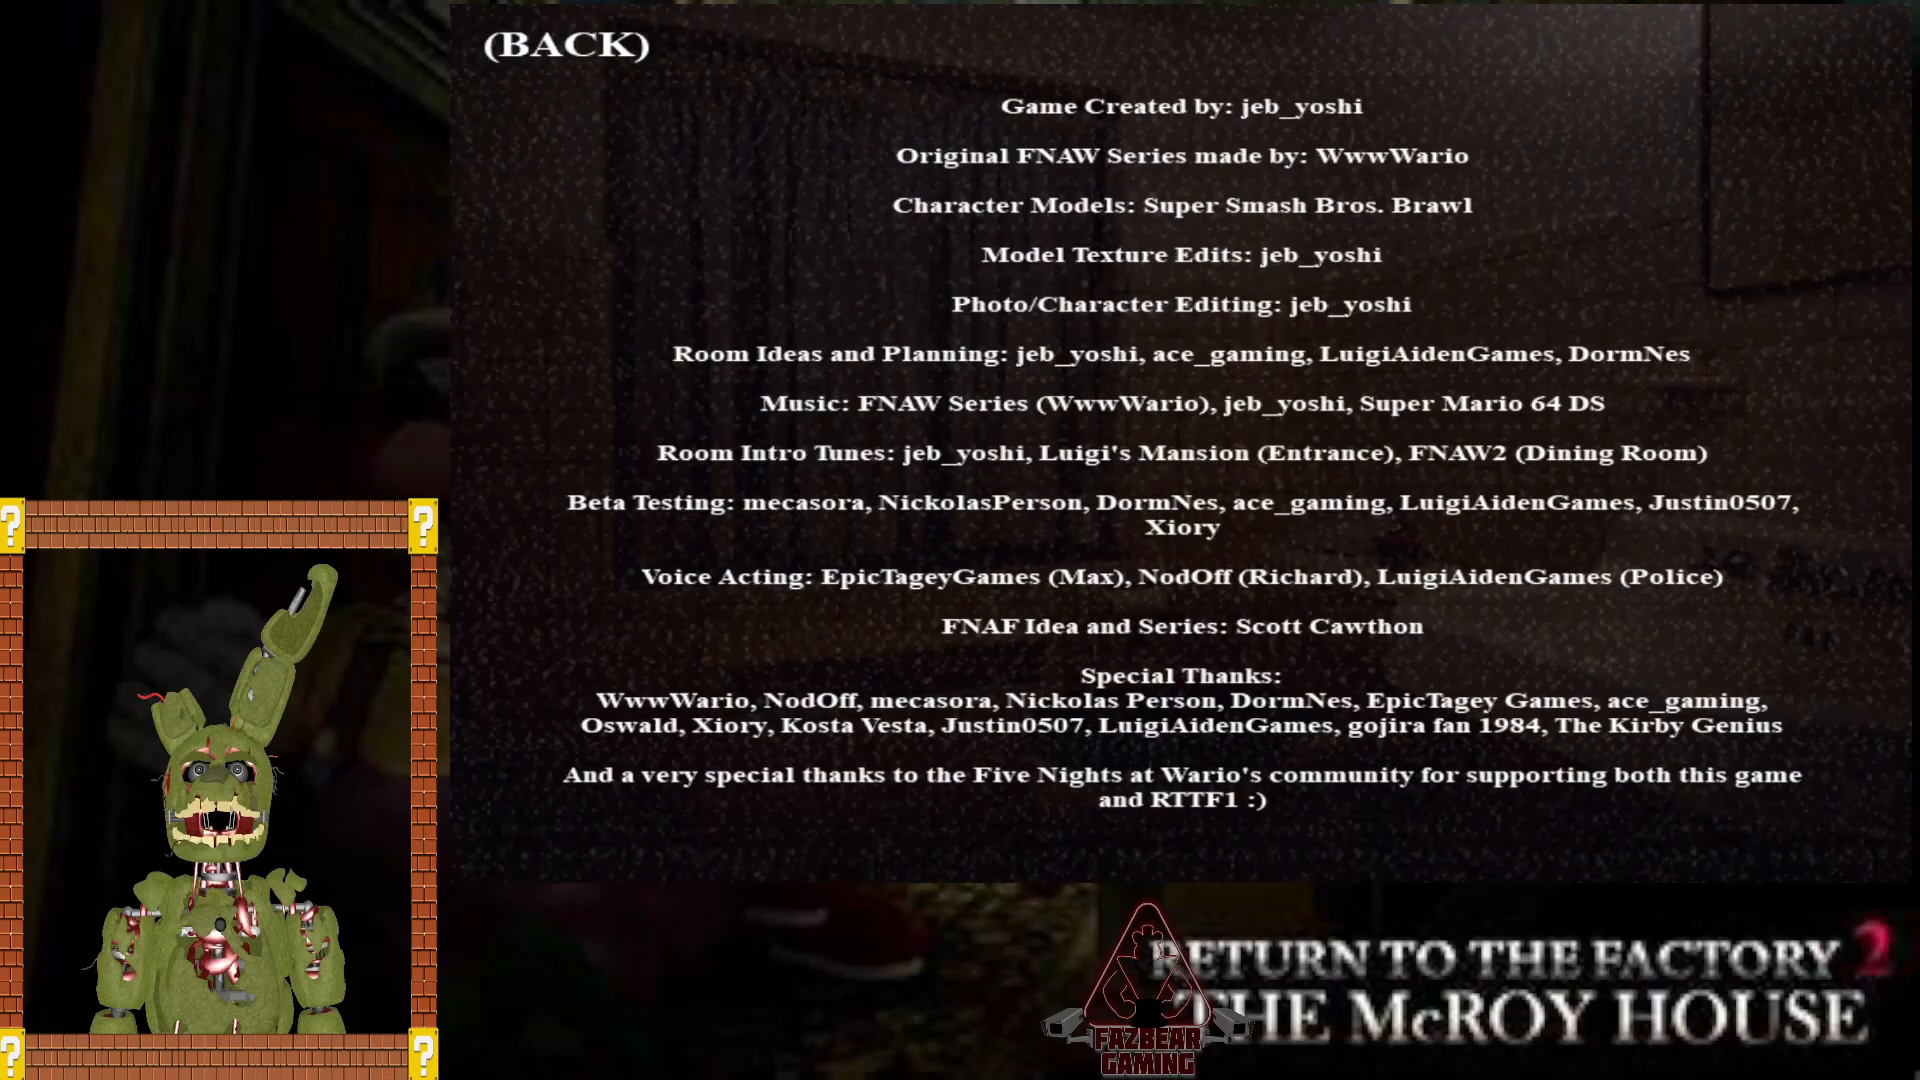 (BACK)
Game Created by: jeb_yoshi
Original FNAW Series made by: WwwWario
Character Models: Super Smash Bros. Brawl
Model Texture Edits: jeb_yoshi
Photo/Character Editing: jeb_yoshi
Room Ideas and Planning: jeb_yoshi, ace_gaming, LuigiAidenGames, DormNes
Music: FNAW Series (WwwWario), jeb_yoshi, Super Mario 64 DS
Room Intro Tunes: jeb_yoshi, Luigi's Mansion (Entrance), FNAW2 (Dining Room)
Beta Testing: mecasora, NickolasPerson, DormNes, ace_gaming, LuigiAidenGames, Justin0507,
Xiory
Voice Acting: EpicTageyGames (Max), NodOff (Richard), LuigiAidenGames (Police)
FNAF Idea and Series: Scott Cawthon
Special Thanks:
WwwWario, NodOff, mecasora, Nickolas Person, DormNes, EpicTagey Games, ace_gaming,
Oswald, Xiory, Kosta Vesta, Justin0507, LuigiAidenGames, gojira fan 1984, The Kirby Genius
And a very special thanks to the Five Nights at Wario's community for supporting both this game
and RTTF1 :)
? ?
? ?
RETURN TO THE FACTORY 2
THE McROY HOUSE
FAZBEAR
GAMING